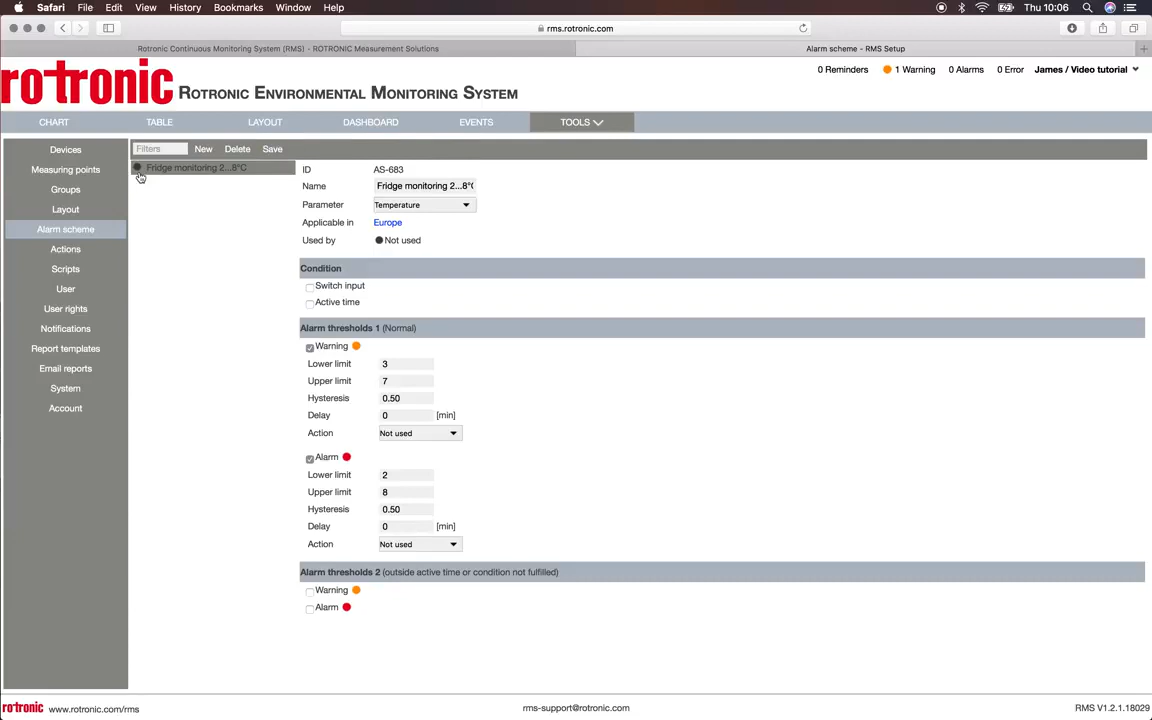 Safari File Edit View History Bookmarks Window Help Thu 10:06
rms.rotronic.com
Rotronic Continuous Monitoring System (RMS) - ROTRONIC Measurement Solutions Alarm scheme - RMS Setup
0 Reminders 1 Warning 0 Alarms 0 Error James / Video tutorial
rotronic ROTRONIC ENVIRONMENTAL MONITORING SYSTEM
CHART TABLE LAYOUT DASHBOARD EVENTS TOOLS
Devices
Measuring points
Groups
Layout
Alarm scheme
Actions
Scripts
User
User rights
Notifications
Report templates
Email reports
System
Account
Filters New Delete Save
Fridge monitoring 2...8°C
ID AS-683
Name Fridge monitoring 2...8°(
Parameter Temperature
Applicable in Europe
Used by Not used
Condition
Switch input
Active time
Alarm thresholds 1 (Normal)
Warning
Lower limit 3
Upper limit 7
Hysteresis 0.50
Delay 0 [min]
Action Not used
Alarm
Lower limit 2
Upper limit 8
Hysteresis 0.50
Delay 0 [min]
Action Not used
Alarm thresholds 2 (outside active time or condition not fulfilled)
Warning
Alarm
rotronic www.rotronic.com/rms rms-support@rotronic.com RMS V1.2.1.18029